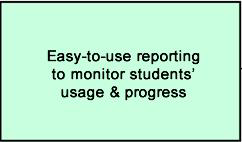 Easy-to-use reporting
to monitor students'
usage & progress